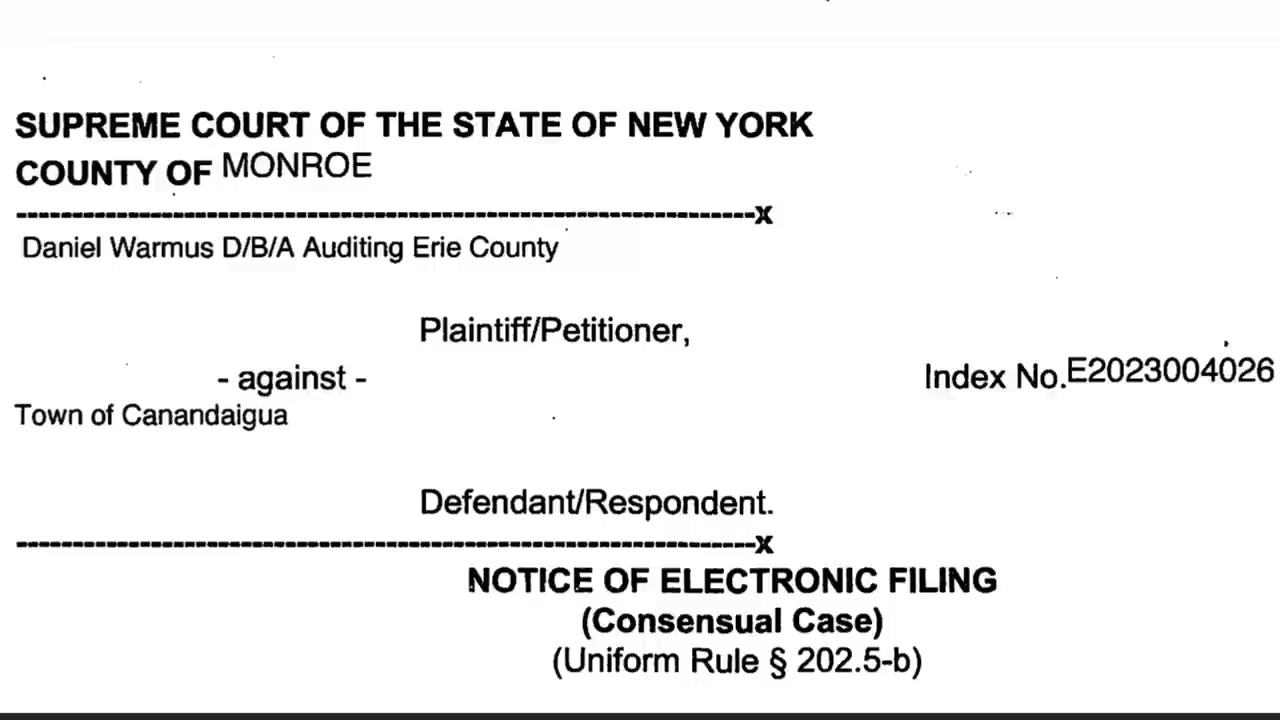 SUPREME COURT OF THE STATE OF NEW YORK
COUNTY OF MONROE
-------------------------------------------------------------------X
Daniel Warmus D/B/A Auditing Erie County
Plaintiff/Petitioner,
- against -
Index No.E2023004026
Town of Canandaigua
Defendant/Respondent.
-------------------------------------------------------------------X
NOTICE OF ELECTRONIC FILING
(Consensual Case)
(Uniform Rule § 202.5-b)